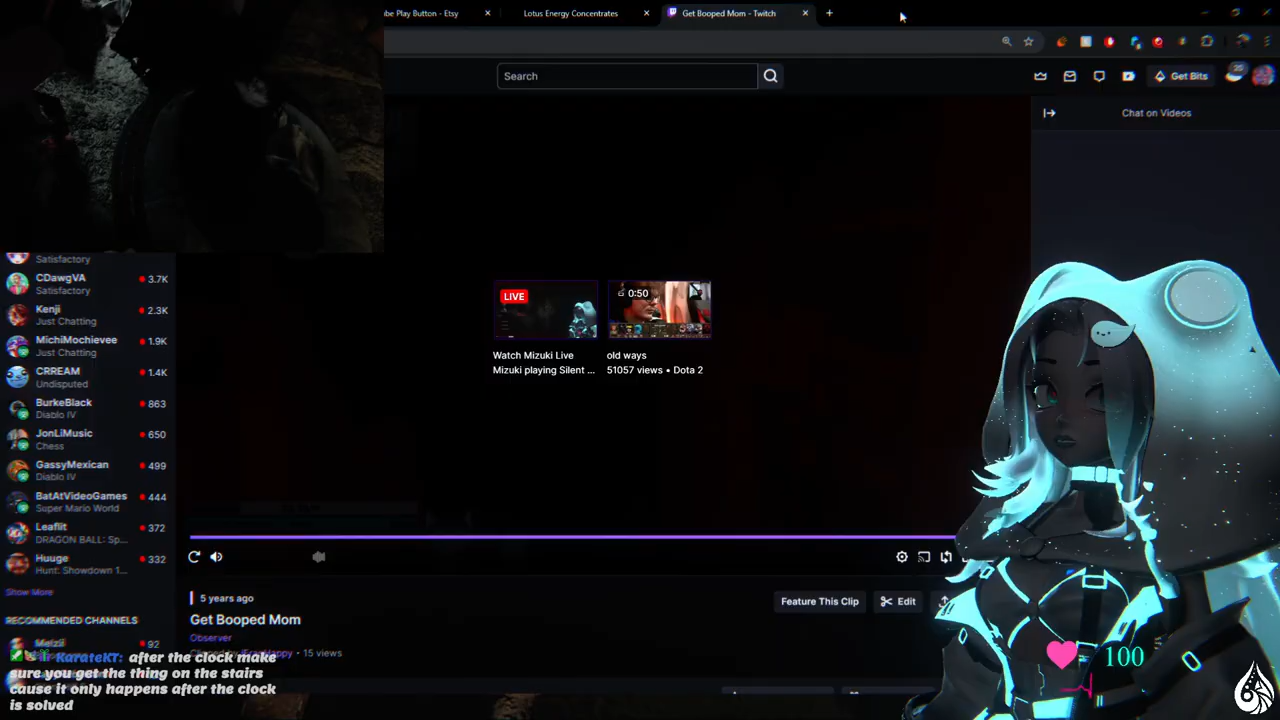 be Play Button - Etsy
Lotus Energy Concentrates
Get Booped Mom - Twitch
Search
Get Bits
25
Chat on Videos
Satisfactory
CDawgVA
3.7K
Satisfactory
Kenji
2.3K
Just Chatting
MichiMochievee
1.9K
Just Chatting
CRREAM
1.4K
Undisputed
BurkeBlack
863
Diablo IV
JonLiMusic
650
Chess
GassyMexican
499
Diablo IV
BatAtVideoGames
444
Super Mario World
Leaflit
372
DRAGON BALL: Sp...
Huuge
332
Hunt: Showdown 1...
Show More
RECOMMENDED CHANNELS
Meizii
92
LIVE
0:50
Watch Mizuki Live
Mizuki playing Silent ...
old ways
51057 views • Dota 2
5 years ago
Get Booped Mom
Observer
15 views
Feature This Clip
Edit
KarateKT: after the clock make
sure you get the thing on the stairs
cause it only happens after the clock
is solved
100